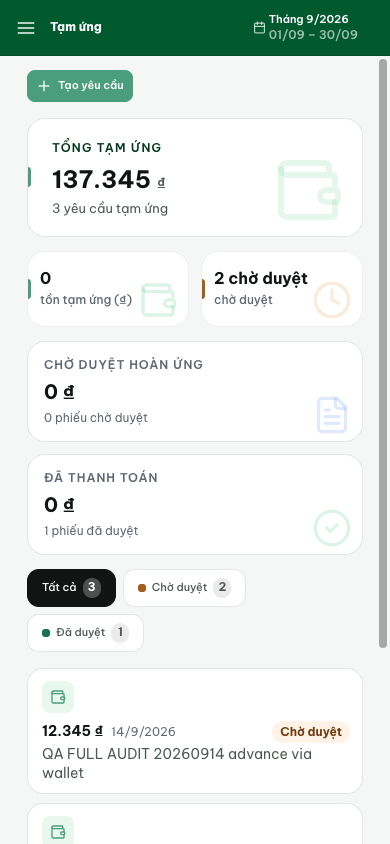 Tạm ứng
Tháng 9/2026
01/09 – 30/09
Tạo yêu cầu
TỔNG TẠM ỨNG
137.345 ₫
3 yêu cầu tạm ứng
0
tồn tạm ứng (₫)
2 chờ duyệt
chờ duyệt
CHỜ DUYỆT HOÀN ỨNG
0 ₫
0 phiếu chờ duyệt
ĐÃ THANH TOÁN
0 ₫
1 phiếu đã duyệt
Tất cả 3
Chờ duyệt 2
Đã duyệt 1
12.345 ₫ 14/9/2026 Chờ duyệt
QA FULL AUDIT 20260914 advance via
wallet